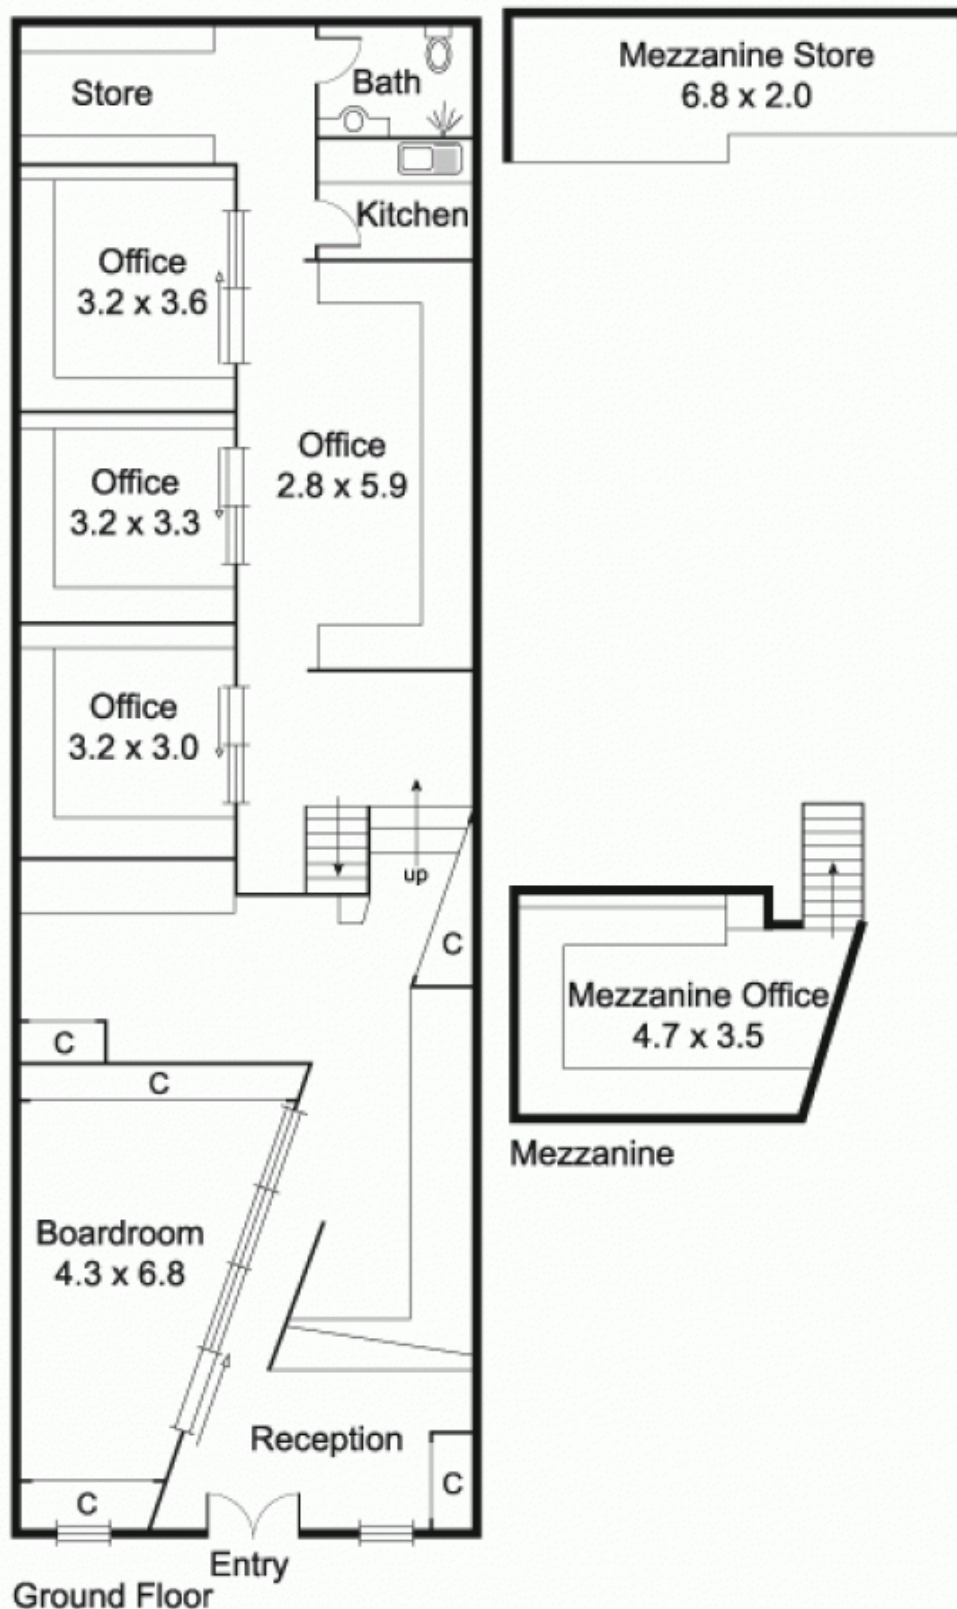 Store
Bath
Kitchen
Office
3.2 x 3.6
Office
2.8 x 5.9
Office
3.2 x 3.3
Office
3.2 x 3.0
up
C
C
C
Boardroom
4.3 x 6.8
Reception
C
C
Entry
Ground Floor
Mezzanine Store
6.8 x 2.0
Mezzanine Office
4.7 x 3.5
Mezzanine